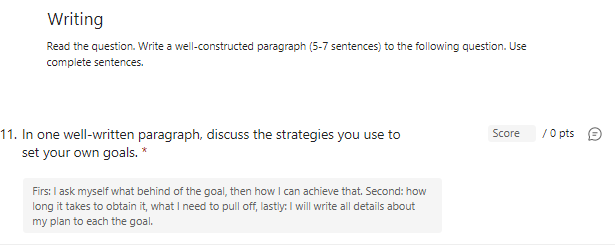 Writing
Read the question. Write a well-constructed paragraph (5-7 sentences) to the following question. Use
complete sentences.
11. In one well-written paragraph, discuss the strategies you use to
set your own goals. *
Score / 0 pts
Firs: I ask myself what behind of the goal, then how I can achieve that. Second: how
long it takes to obtain it, what I need to pull off, lastly: I will write all details about
my plan to each the goal.